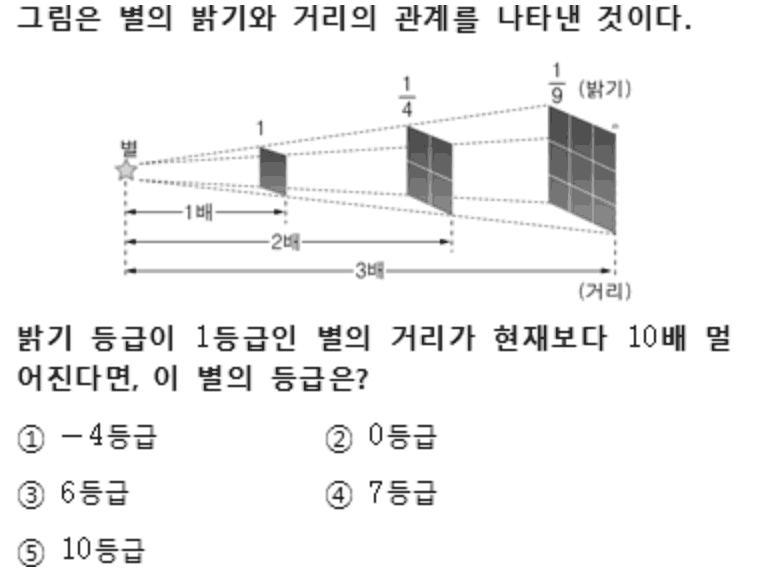 그림은 별의 밝기와 거리의 관계를 나타낸 것이다.
1/9 (밝기)
1/4
1
별
1배
2배
3배
(거리)
밝기 등급이 1등급인 별의 거리가 현재보다 10배 멀
어진다면, 이 별의 등급은?
① -4등급 ② 0등급
③ 6등급 ④ 7등급
⑤ 10등급